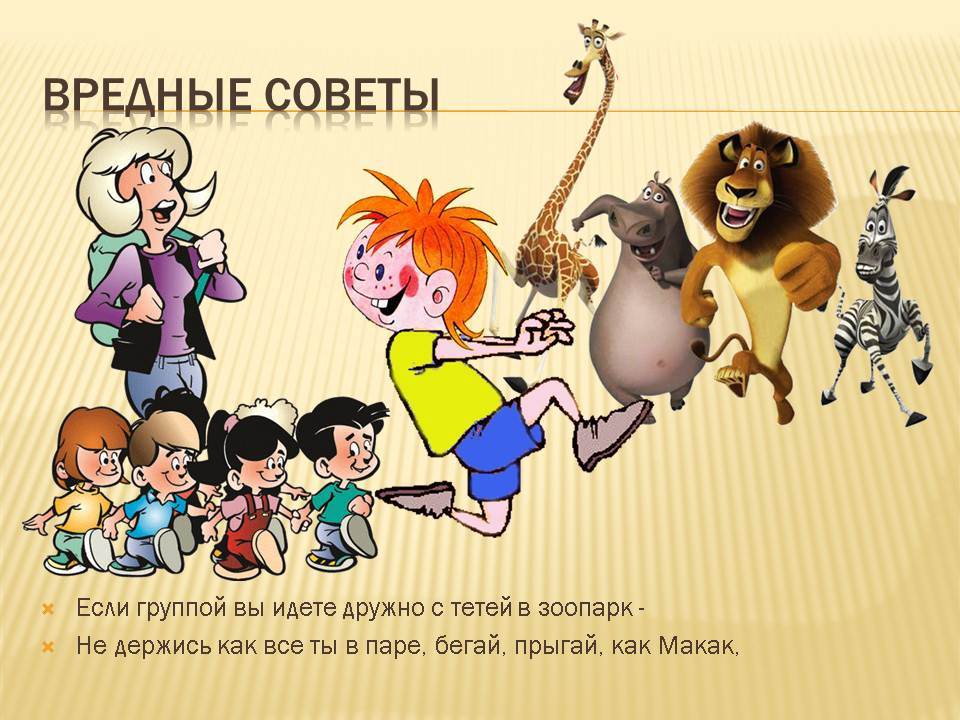 ВРЕДНЫЕ СОВЕТЫ
Если группой вы идете дружно с тетей в зоопарк -
Не держись как все ты в паре, бегай, прыгай, как Макак,